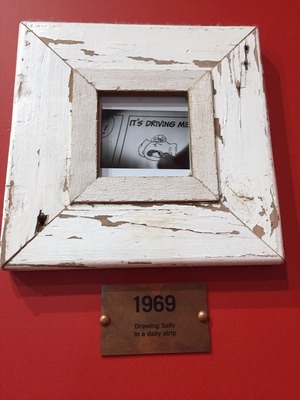 IT'S DRIVING ME
1969
Drawing Sally
in a daily strip